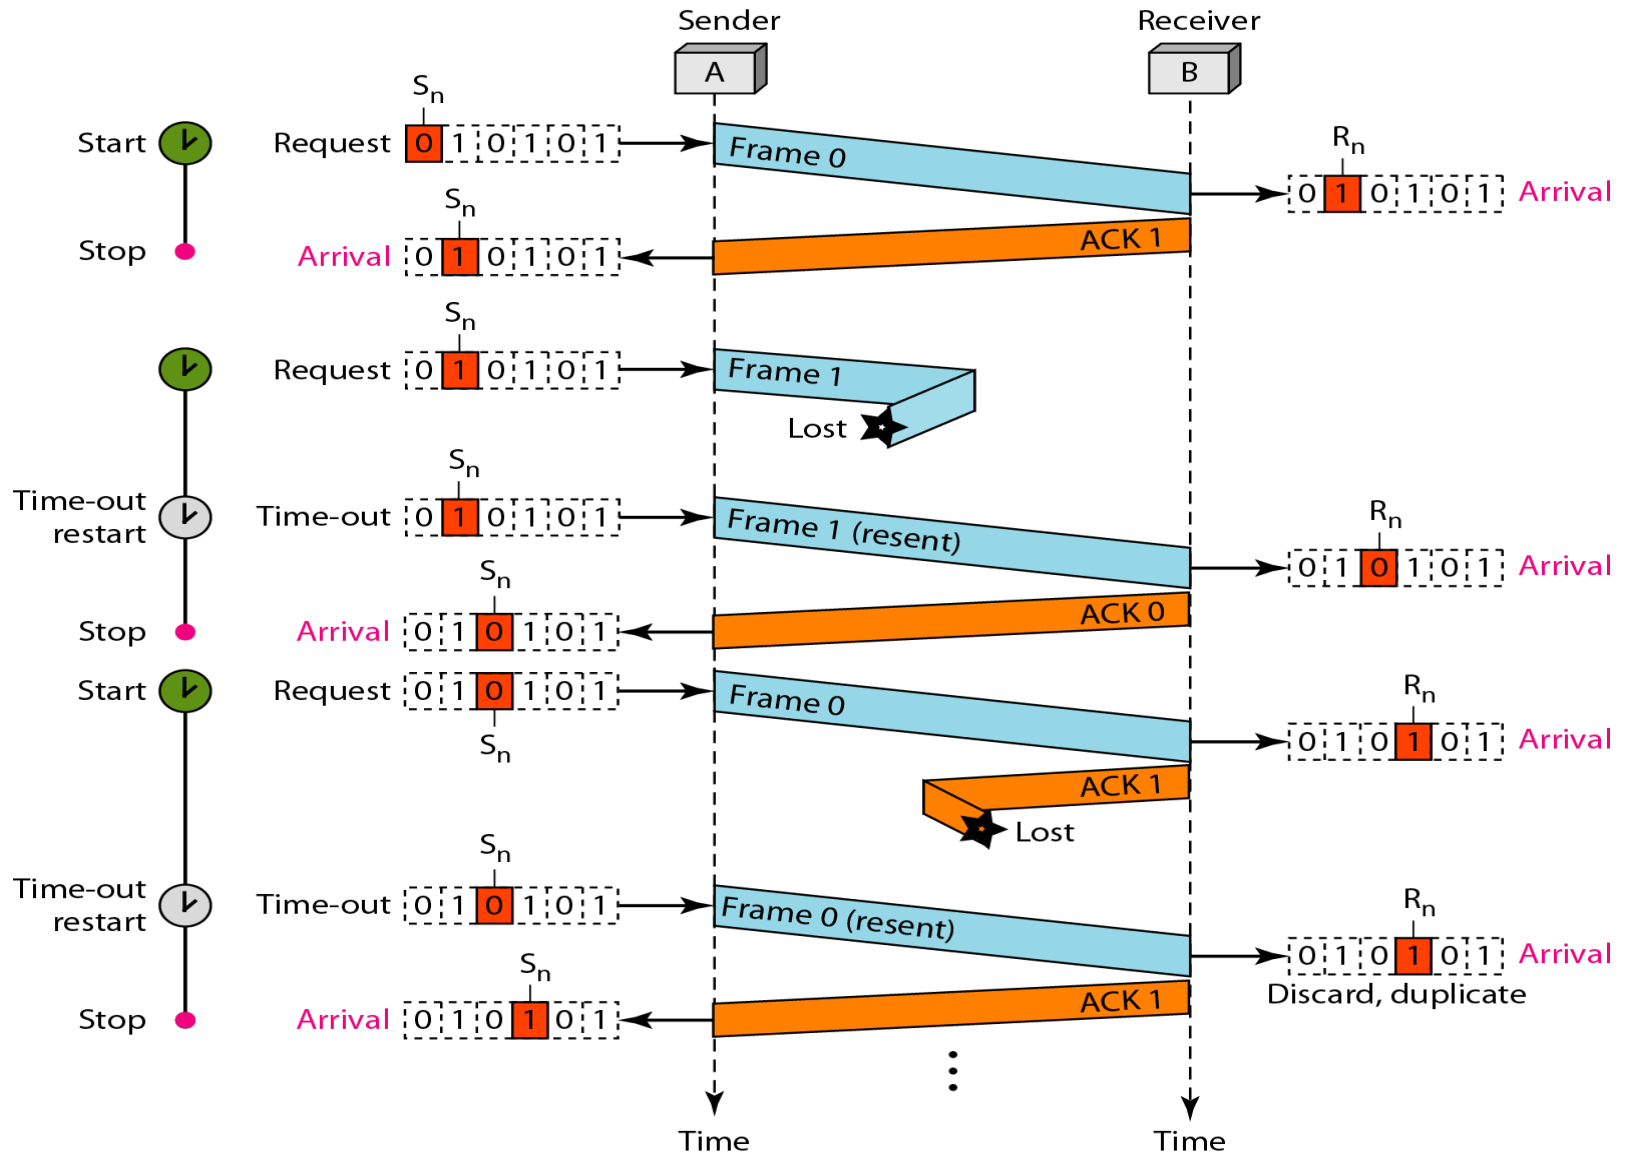 Sender Receiver
A B
Sn
Start Request 0 1 0 1 0 1 Frame 0
Rn
0 1 0 1 0 1 Arrival
Sn
Stop Arrival 0 1 0 1 0 1 ACK 1
Sn
Request 0 1 0 1 0 1 Frame 1
Lost
Sn
Time-out
restart
Time-out 0 1 0 1 0 1 Frame 1 (resent)
Rn
0 1 0 1 0 1 Arrival
Sn
Stop Arrival 0 1 0 1 0 1 ACK 0
Start Request 0 1 0 1 0 1 Frame 0
Sn
Rn
0 1 0 1 0 1 Arrival
ACK 1
Lost
Sn
Time-out
restart
Time-out 0 1 0 1 0 1 Frame 0 (resent)
Rn
0 1 0 1 0 1 Arrival
Discard, duplicate
Sn
Stop Arrival 0 1 0 1 0 1 ACK 1
Time Time